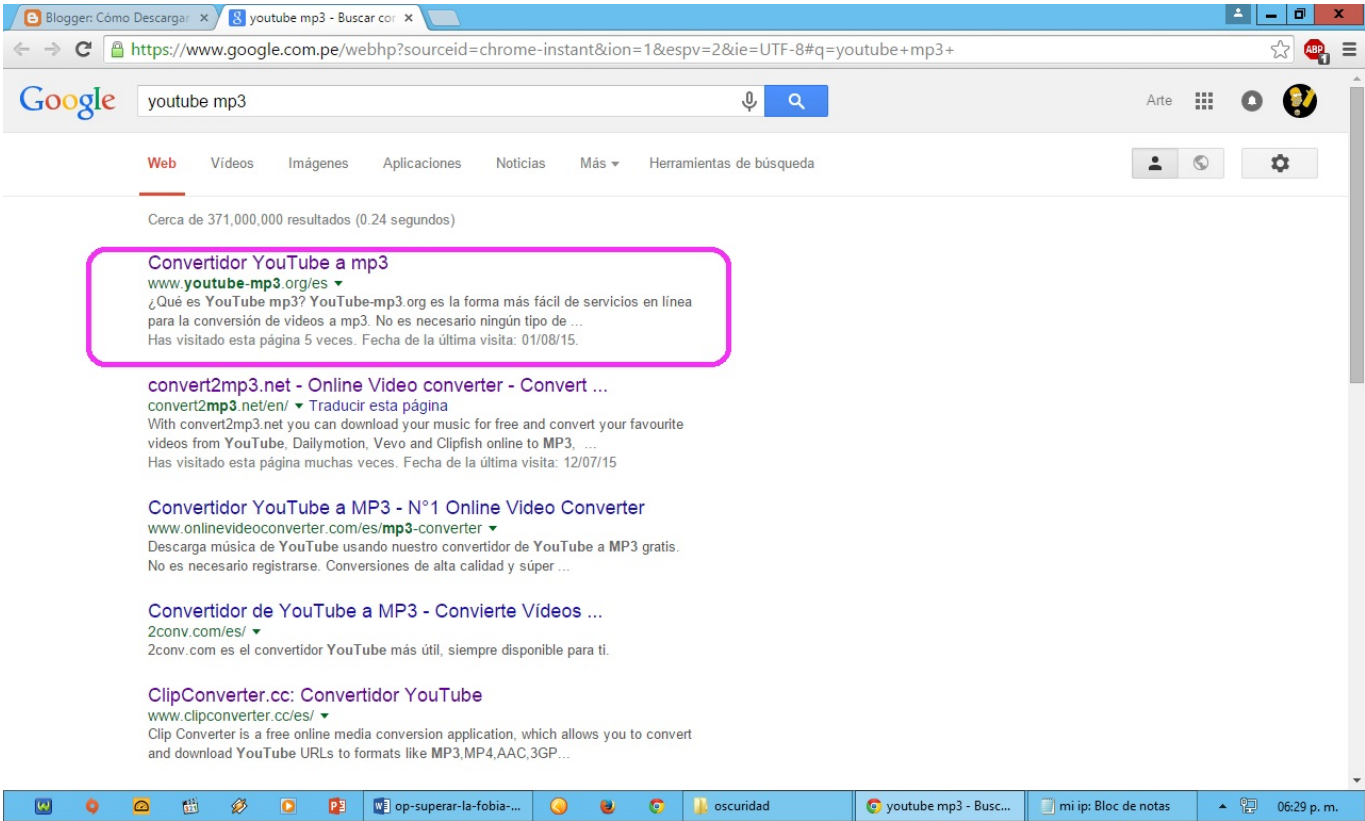 Blogger: Cómo Descargar
youtube mp3 - Buscar con
https://www.google.com.pe/webhp?sourceid=chrome-instant&ion=1&espv=2&ie=UTF-8#q=youtube+mp3+
ABP
1
Google
youtube mp3
Arte
Web Vídeos Imágenes Aplicaciones Noticias Más Herramientas de búsqueda
Cerca de 371,000,000 resultados (0.24 segundos)
Convertidor YouTube a mp3
www.youtube-mp3.org/es
¿Qué es YouTube mp3? YouTube-mp3.org es la forma más fácil de servicios en línea
para la conversión de videos a mp3. No es necesario ningún tipo de ...
Has visitado esta página 5 veces. Fecha de la última visita: 01/08/15.
convert2mp3.net - Online Video converter - Convert ...
convert2mp3.net/en/ Traducir esta página
With convert2mp3.net you can download your music for free and convert your favourite
videos from YouTube, Dailymotion, Vevo and Clipfish online to MP3, ...
Has visitado esta página muchas veces. Fecha de la última visita: 12/07/15
Convertidor YouTube a MP3 - N°1 Online Video Converter
www.onlinevideoconverter.com/es/mp3-converter
Descarga música de YouTube usando nuestro convertidor de YouTube a MP3 gratis.
No es necesario registrarse. Conversiones de alta calidad y súper ...
Convertidor de YouTube a MP3 - Convierte Vídeos ...
2conv.com/es/
2conv.com es el convertidor YouTube más útil, siempre disponible para ti.
ClipConverter.cc: Convertidor YouTube
www.clipconverter.cc/es/
Clip Converter is a free online media conversion application, which allows you to convert
and download YouTube URLs to formats like MP3,MP4,AAC,3GP...
op-superar-la-fobia-... oscuridad youtube mp3 - Busc... mi ip: Bloc de notas 06:29 p. m.